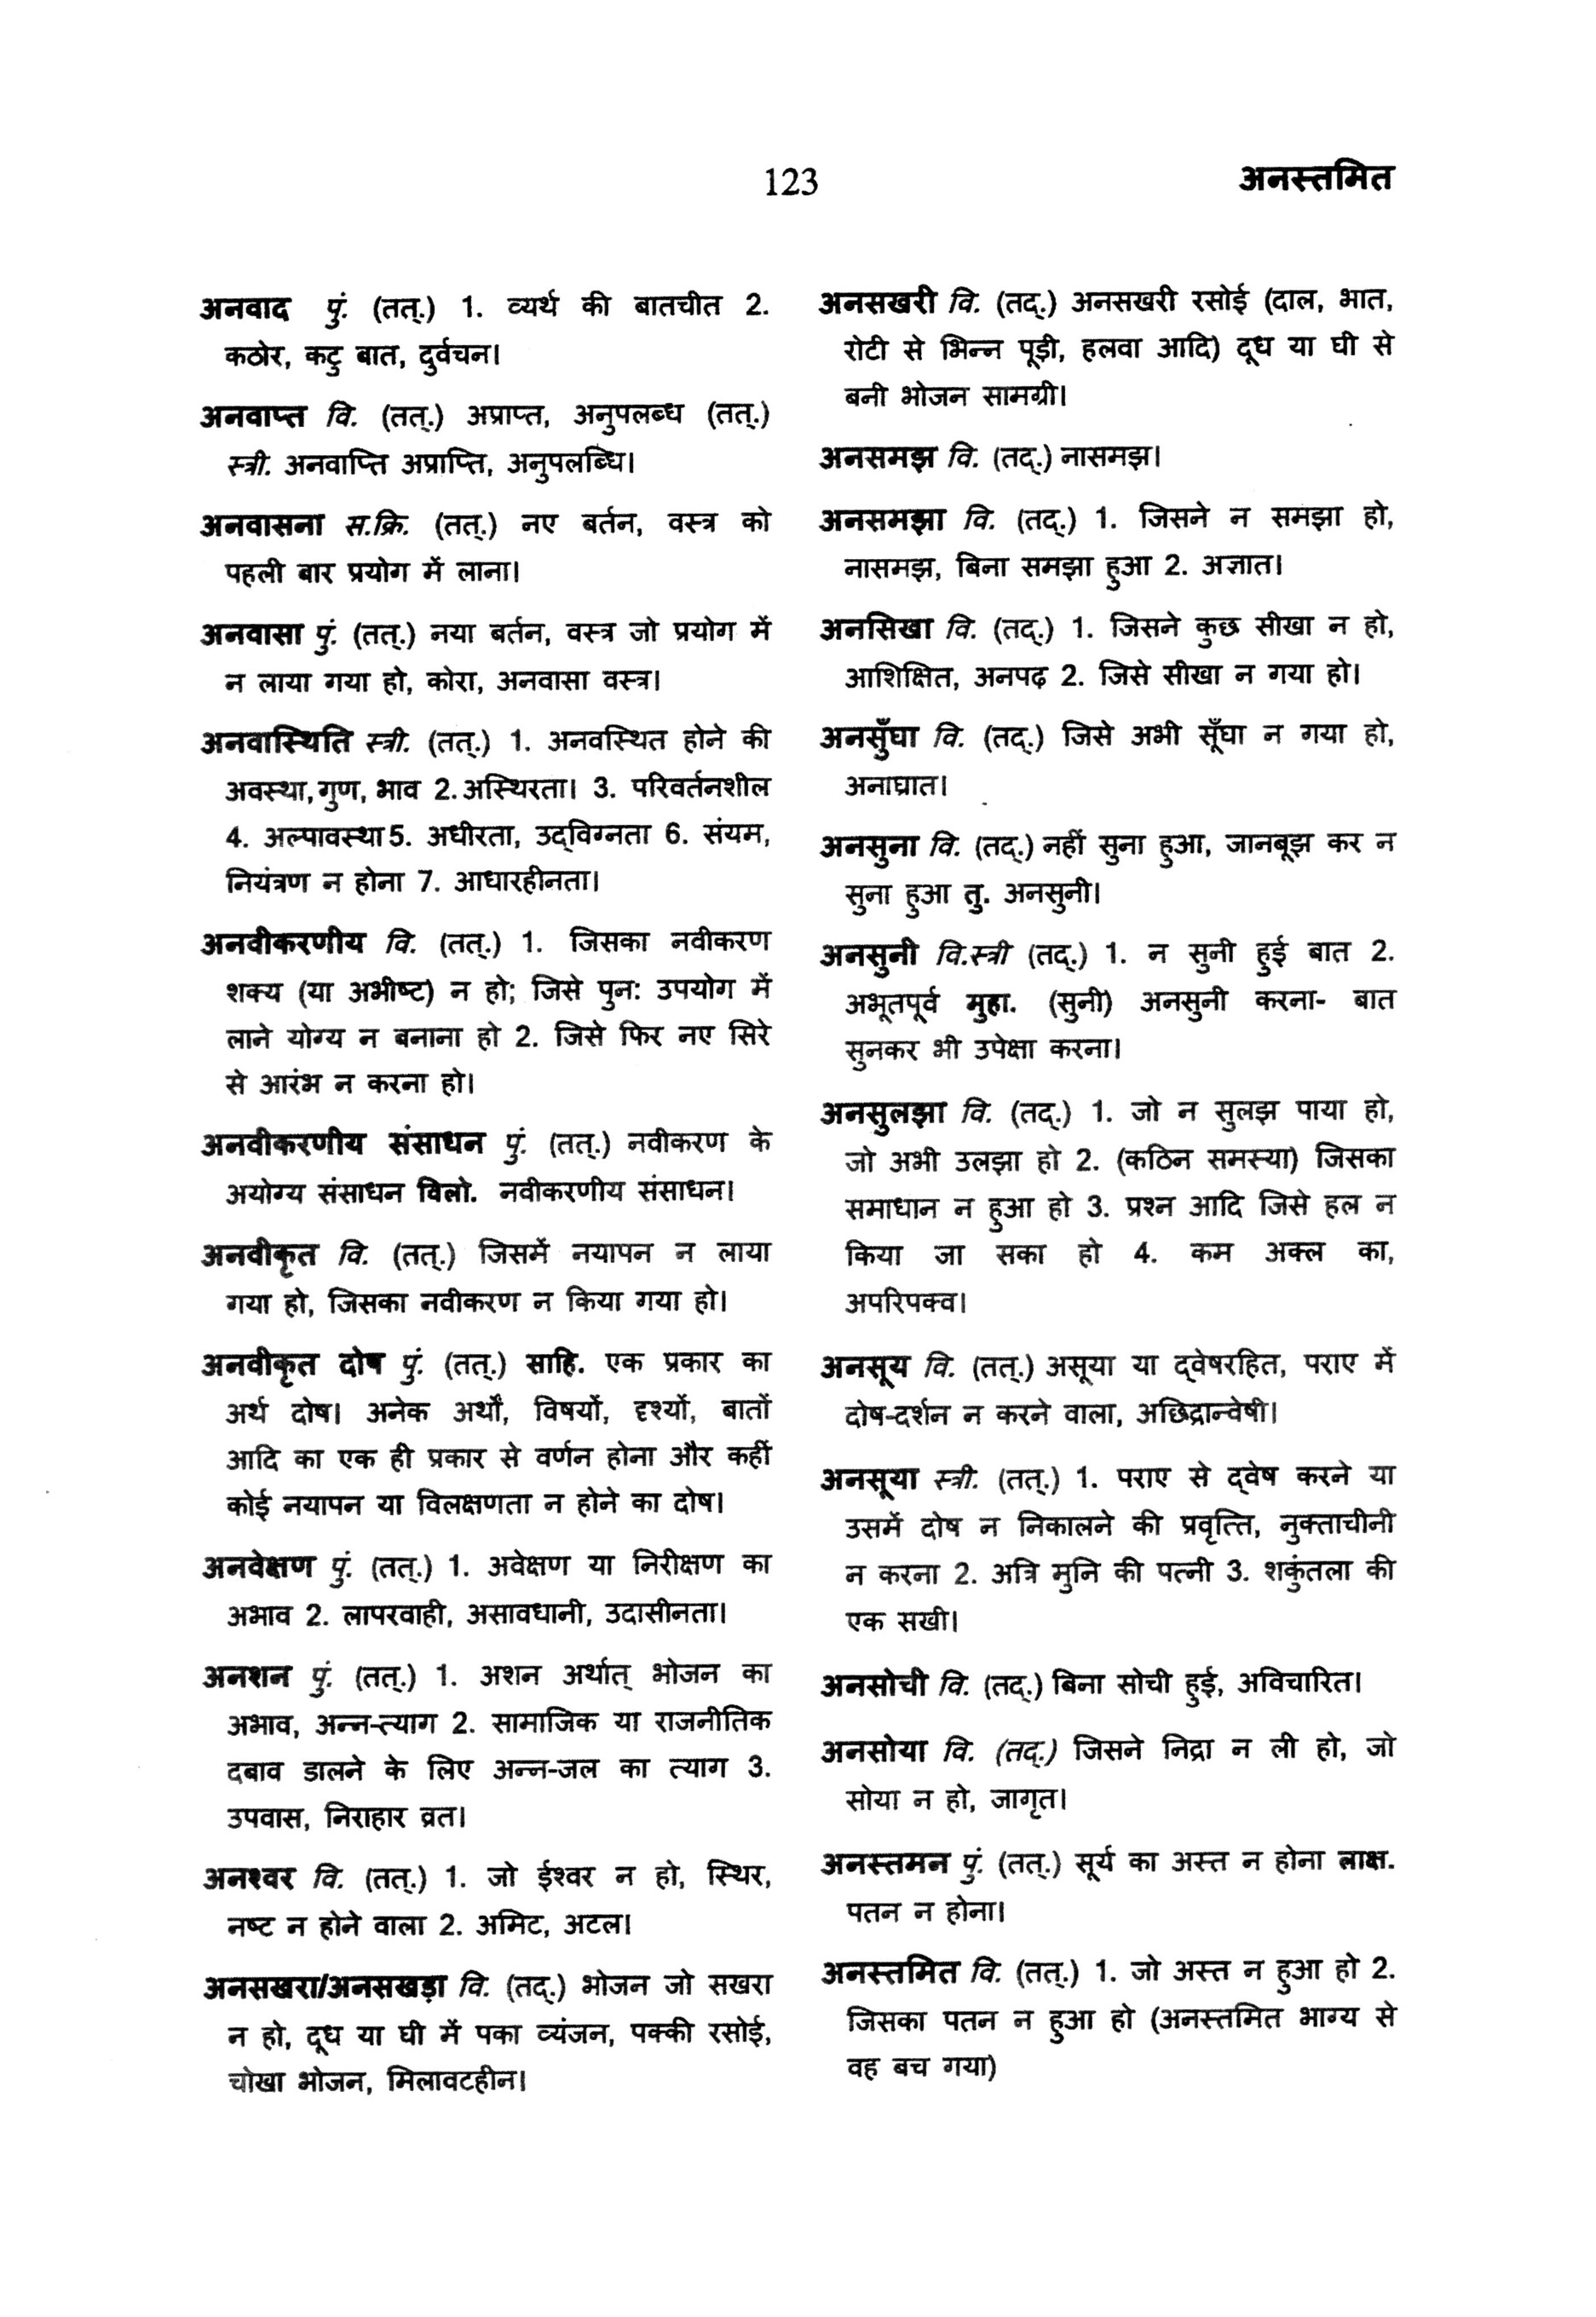 123
अनस्तमित
अनवाद पुं. (तत्.) 1. व्यर्थ की बातचीत 2.
कठोर, कटु बात, दुर्वचन।
अनवाप्त वि. (तत्.) अप्राप्त, अनुपलब्ध (तत्.)
स्त्री. अनवाप्ति अप्राप्ति, अनुपलब्धि।
अनवासना स.क्रि. (तत्.) नए बर्तन, वस्त्र को
पहली बार प्रयोग में लाना।
अनवासा पुं. (तत्.) नया बर्तन, वस्त्र जो प्रयोग में
न लाया गया हो, कोरा, अनवासा वस्त्र।
अनवास्थिति स्त्री. (तत्.) 1. अनवस्थित होने की
अवस्था, गुण, भाव 2. अस्थिरता। 3. परिवर्तनशील
4. अल्पावस्था 5. अधीरता, उद्‌विग्नता 6. संयम,
नियंत्रण न होना 7. आधारहीनता।
अनवीकरणीय वि. (तत्.) 1. जिसका नवीकरण
शक्य (या अभीष्ट) न हो; जिसे पुन: उपयोग में
लाने योग्य न बनाना हो 2. जिसे फिर नए सिरे
से आरंभ न करना हो।
अनवीकरणीय संसाधन पुं. (तत्.) नवीकरण के
अयोग्य संसाधन विलो. नवीकरणीय संसाधन।
अनवीकृत वि. (तत्.) जिसमें नयापन न लाया
गया हो, जिसका नवीकरण न किया गया हो।
अनवीकृत दोष पुं. (तत्.) साहि. एक प्रकार का
अर्थ दोष। अनेक अर्थों, विषयों, दृश्यों, बातों
आदि का एक ही प्रकार से वर्णन होना और कहीं
कोई नयापन या विलक्षणता न होने का दोष।
अनवेक्षण पुं. (तत्.) 1. अवेक्षण या निरीक्षण का
अभाव 2. लापरवाही, असावधानी, उदासीनता।
अनशन पुं. (तत्.) 1. अशन अर्थात् भोजन का
अभाव, अन्न-त्याग 2. सामाजिक या राजनीतिक
दबाव डालने के लिए अन्न-जल का त्याग 3.
उपवास, निराहार व्रत।
अनश्वर वि. (तत्.) 1. जो ईश्वर न हो, स्थिर,
नष्ट न होने वाला 2. अमिट, अटल।
अनसखरा/अनसखड़ा वि. (तद्.) भोजन जो सखरा
न हो, दूध या घी में पका व्यंजन, पक्की रसोई,
चोखा भोजन, मिलावटहीन।
अनसखरी वि. (तद्.) अनसखरी रसोई (दाल, भात,
रोटी से भिन्न पूड़ी, हलवा आदि) दूध या घी से
बनी भोजन सामग्री।
अनसमझ वि. (तद्.) नासमझ।
अनसमझा वि. (तद्.) 1. जिसने न समझा हो,
नासमझ, बिना समझा हुआ 2. अज्ञात।
अनसिखा वि. (तद्.) 1. जिसने कुछ सीखा न हो,
आशिक्षित, अनपढ़ 2. जिसे सीखा न गया हो।
अनसुँघा वि. (तद्.) जिसे अभी सूँघा न गया हो,
अनाघ्रात।
अनसुना वि. (तद्.) नहीं सुना हुआ, जानबूझ कर न
सुना हुआ तु. अनसुनी।
अनसुनी वि.स्त्री (तद्.) 1. न सुनी हुई बात 2.
अभूतपूर्व मुहा. (सुनी) अनसुनी करना- बात
सुनकर भी उपेक्षा करना।
अनसुलझा वि. (तद्.) 1. जो न सुलझ पाया हो,
जो अभी उलझा हो 2. (कठिन समस्या) जिसका
समाधान न हुआ हो 3. प्रश्न आदि जिसे हल न
किया जा सका हो 4. कम अक्ल का,
अपरिपक्व।
अनसूय वि. (तत्.) असूया या द्‌वेषरहित, पराए में
दोष-दर्शन न करने वाला, अछिद्रान्वेषी।
अनसूया स्त्री. (तत्.) 1. पराए से द्‌वेष करने या
उसमें दोष न निकालने की प्रवृत्ति, नुक्ताचीनी
न करना 2. अत्रि मुनि की पत्नी 3. शकुंतला की
एक सखी।
अनसोची वि. (तद्.) बिना सोची हुई, अविचारित।
अनसोया वि. (तद्.) जिसने निद्रा न ली हो, जो
सोया न हो, जागृत।
अनस्तमन पुं. (तत्.) सूर्य का अस्त न होना लाक्ष.
पतन न होना।
अनस्तमित वि. (तत्.) 1. जो अस्त न हुआ हो 2.
जिसका पतन न हुआ हो (अनस्तमित भाग्य से
वह बच गया)